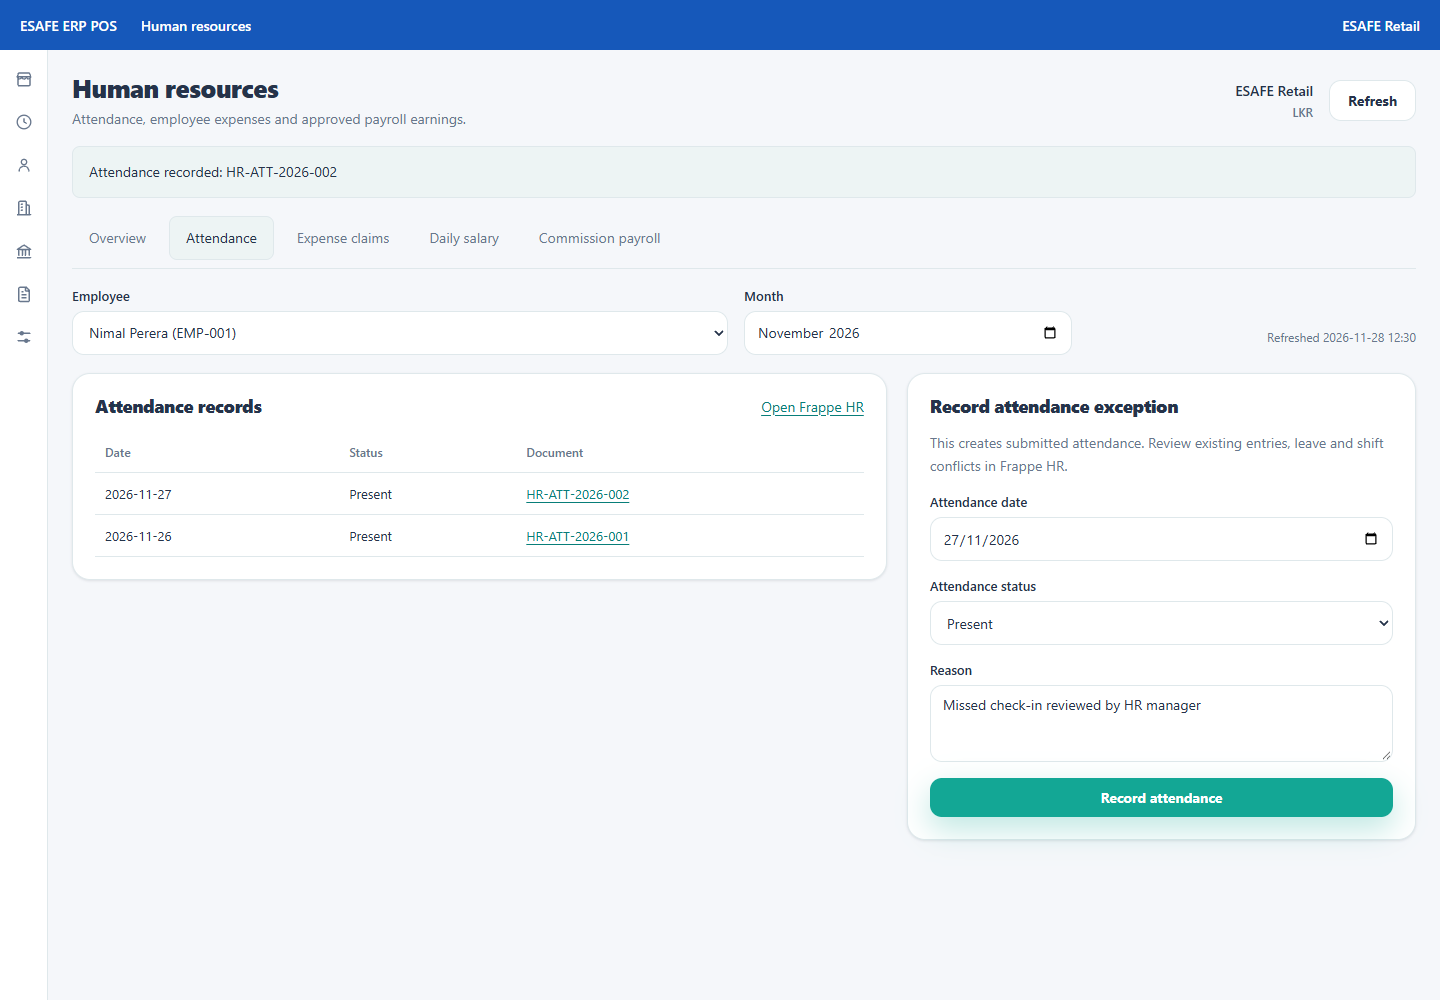 ESAFE ERP POS
Human resources
ESAFE Retail
Human resources
Attendance, employee expenses and approved payroll earnings.
ESAFE Retail
LKR
Refresh
Attendance recorded: HR-ATT-2026-002
Overview
Attendance
Expense claims
Daily salary
Commission payroll
Employee
Nimal Perera (EMP-001)
Month
November 2026
Refreshed 2026-11-28 12:30
Attendance records
Open Frappe HR
Date Status Document
2026-11-27 Present HR-ATT-2026-002
2026-11-26 Present HR-ATT-2026-001
Record attendance exception
This creates submitted attendance. Review existing entries, leave and shift
conflicts in Frappe HR.
Attendance date
27/11/2026
Attendance status
Present
Reason
Missed check-in reviewed by HR manager
Record attendance